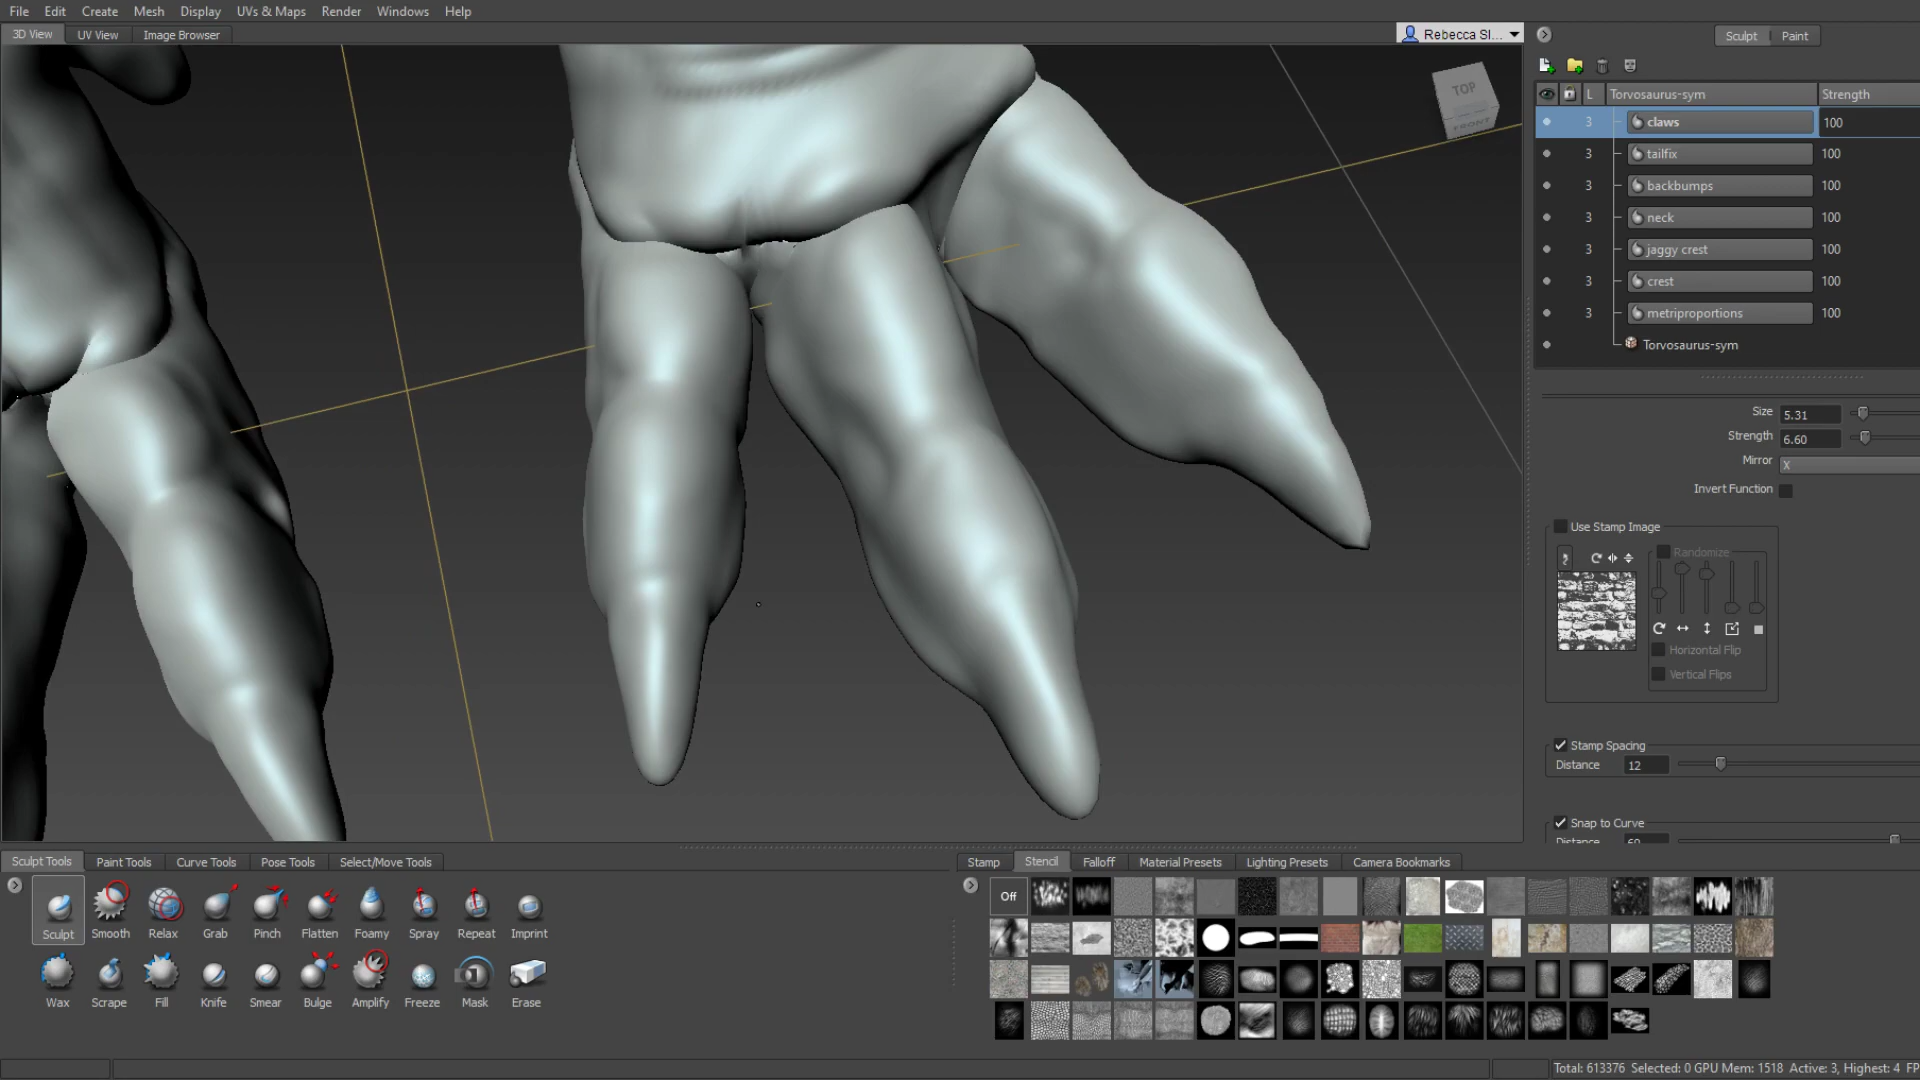 File Edit Create Mesh Display UVs & Maps Render Windows Help
3D View UV View Image Browser
Rebecca Sl...
Sculpt Paint
TOP
FRONT
L Torvosaurus-sym Strength
3 claws 100
3 tailfix 100
3 backbumps 100
3 neck 100
3 jaggy crest 100
3 crest 100
3 metriproportions 100
Torvosaurus-sym
Size 5.31
Strength 6.60
Mirror X
Invert Function
Use Stamp Image
Randomize
Horizontal Flip
Vertical Flips
Stamp Spacing
Distance 12
Snap to Curve
Distance 60
Sculpt Tools Paint Tools Curve Tools Pose Tools Select/Move Tools
Stamp Stencil Falloff Material Presets Lighting Presets Camera Bookmarks
Off
Sculpt Smooth Relax Grab Pinch Flatten Foamy Spray Repeat Imprint
Wax Scrape Fill Knife Smear Bulge Amplify Freeze Mask Erase
Total: 613376 Selected: 0 GPU Mem: 1518 Active: 3, Highest: 4 FP